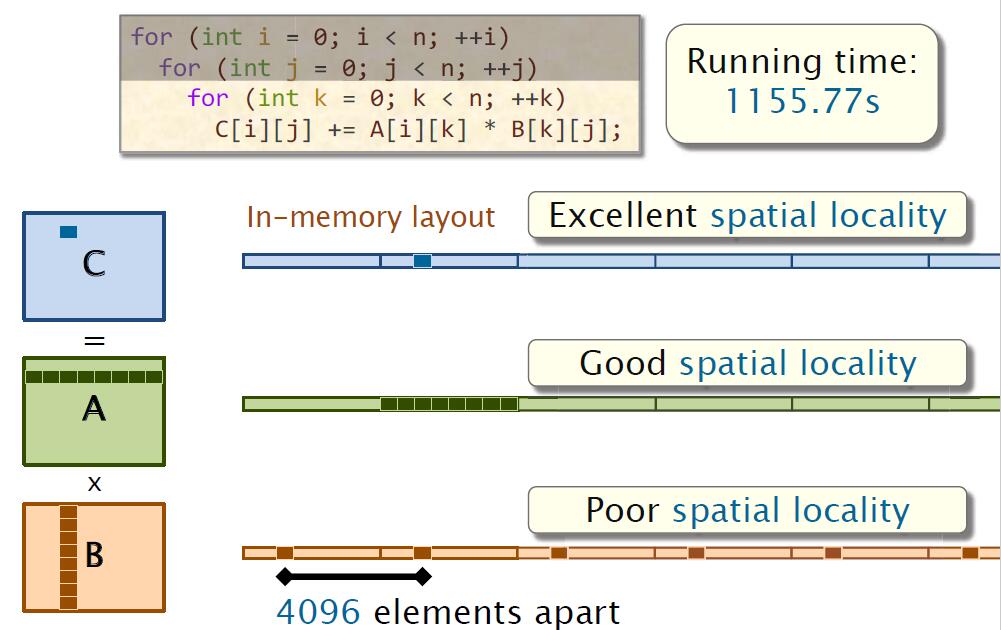 for (int i = 0; i < n; ++i)
for (int j = 0; j < n; ++j)
for (int k = 0; k < n; ++k)
C[i][j] += A[i][k] * B[k][j];
Running time:
1155.77s
In-memory layout
Excellent spatial locality
C
=
Good spatial locality
A
x
Poor spatial locality
B
4096 elements apart